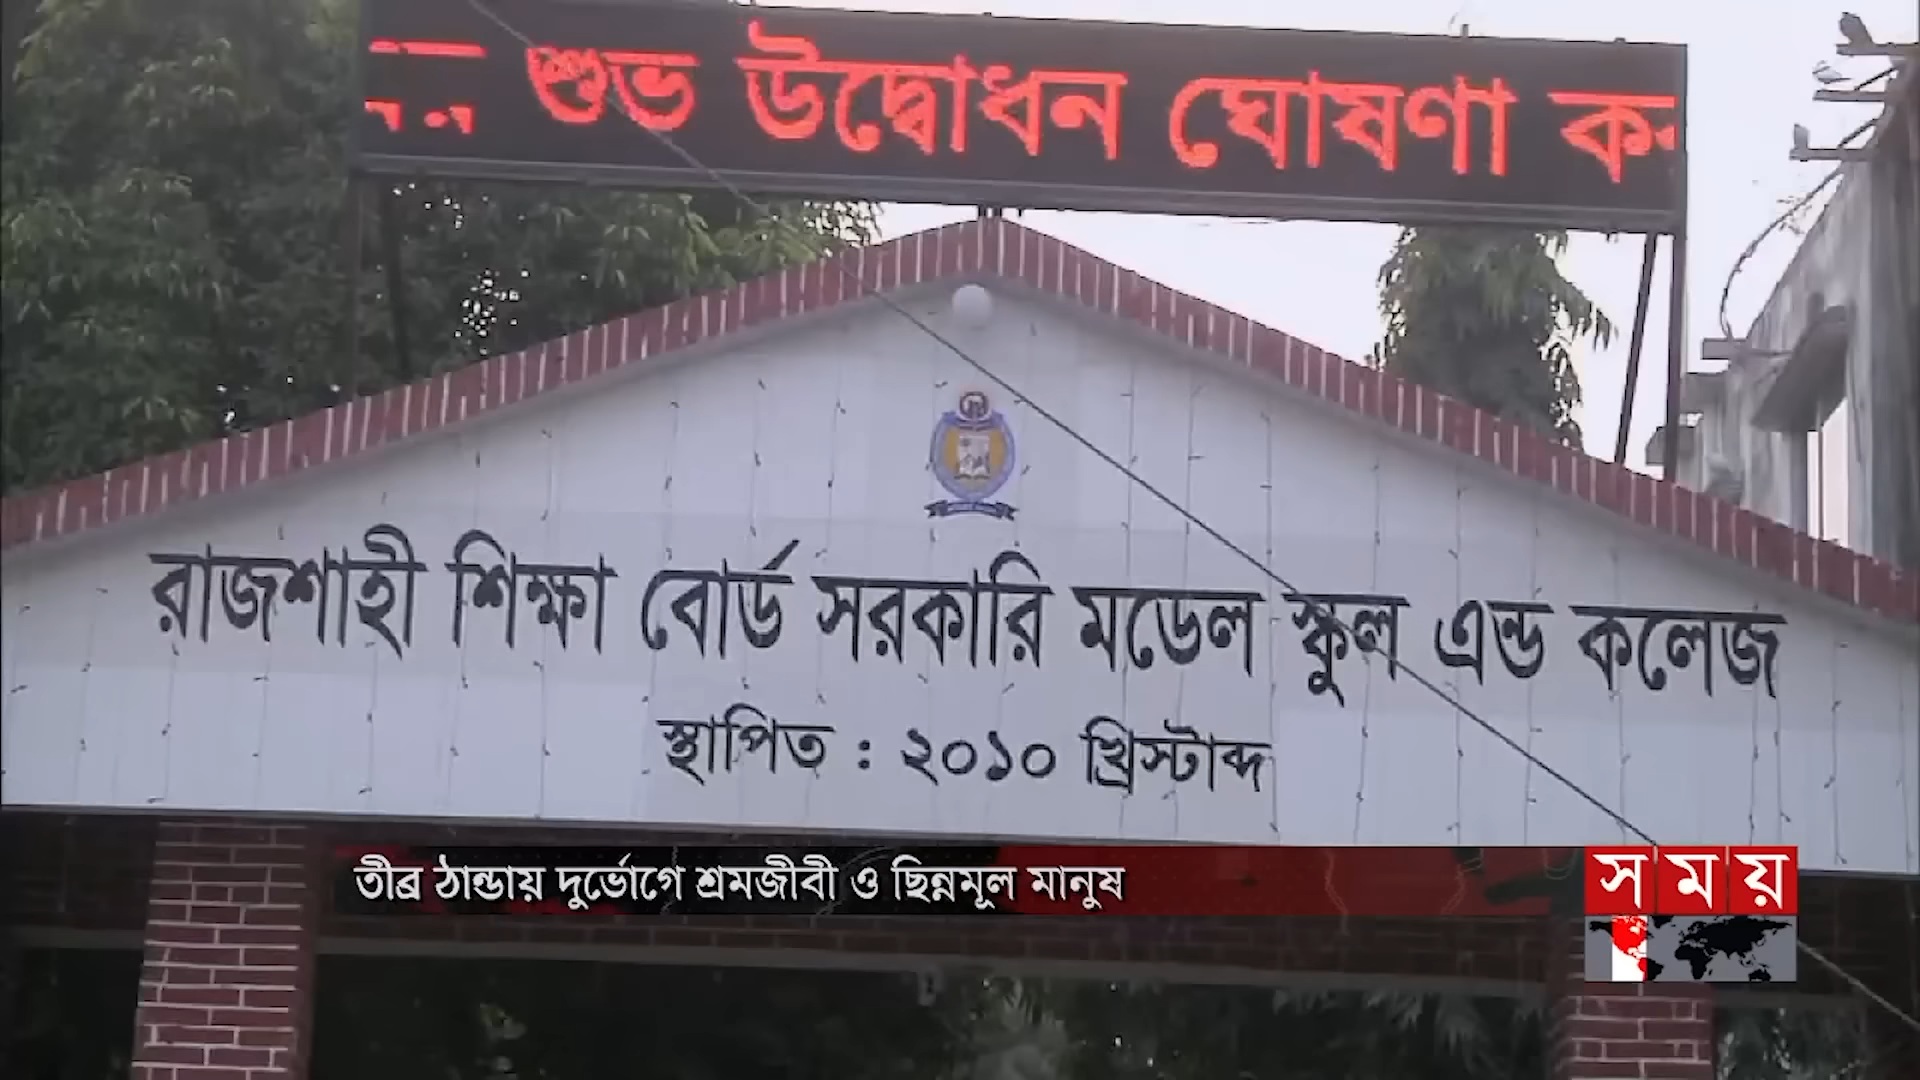 শুভ উদ্বোধন ঘোষণা
রাজশাহী শিক্ষা বোর্ড সরকারি মডেল স্কুল এন্ড কলেজ
স্থাপিত : ২০১০ খ্রিস্টাব্দ
তীব্র ঠান্ডায় দুর্ভোগে শ্রমজীবী ও ছিন্নমূল মানুষ
সময়